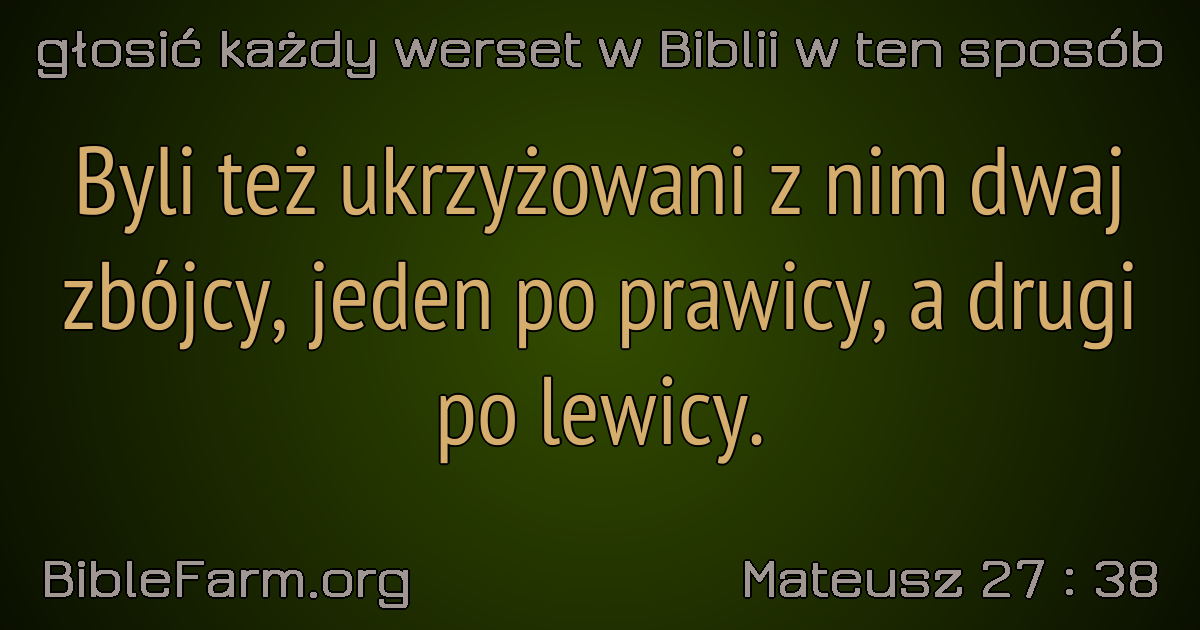 głosić każdy werset w Biblii w ten sposób
Byli też ukrzyżowani z nim dwaj
zbójcy, jeden po prawicy, a drugi
po lewicy.
BibleFarm.org
Mateusz 27 : 38